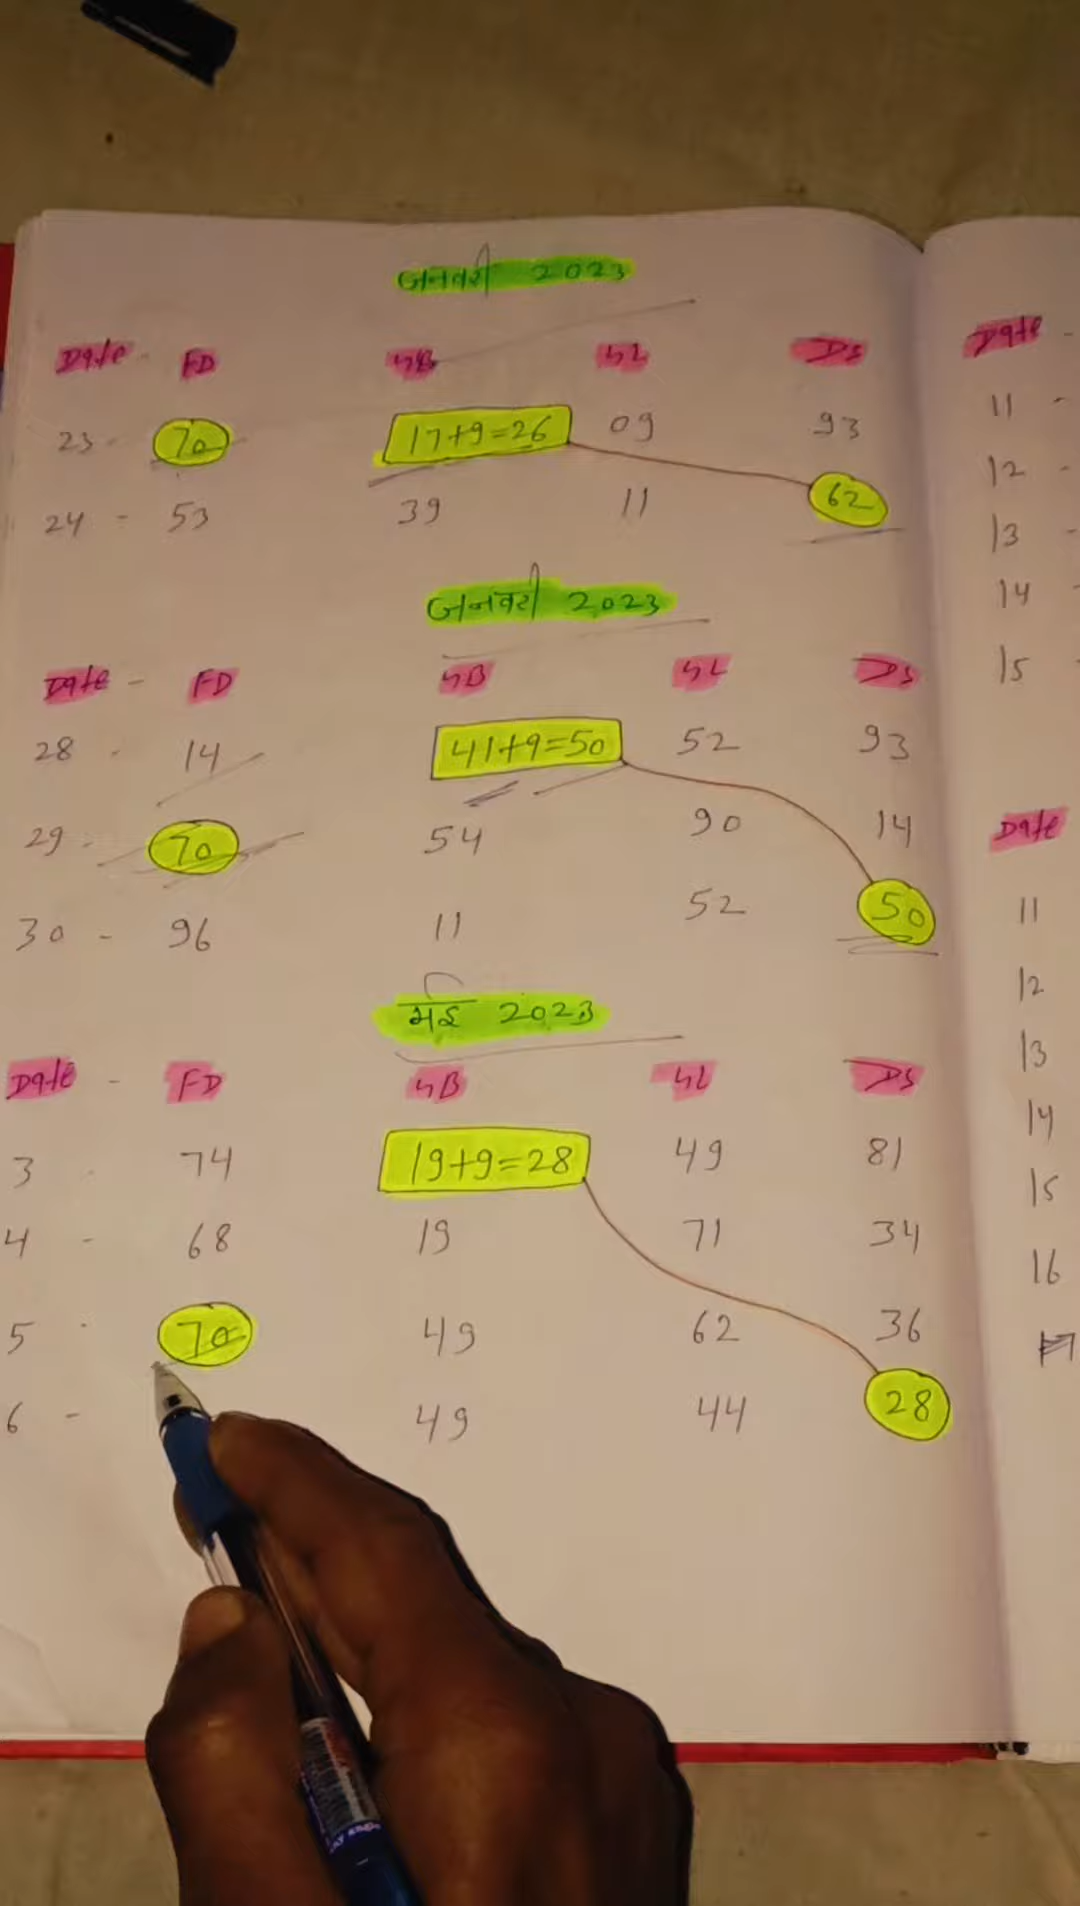 जनवरी 2023
Date - FD GB GL DS
23 - 70 17+9=26 09 93
24 - 53 39 11 62
जनवरी 2023
Date - FD GB GL DS
28 - 14 41+9=50 52 93
29 - 70 54 90 14
30 - 96 11 52 50
मई 2023
Date - FD GB GL DS
3 - 74 19+9=28 49 81
4 - 68 19 71 34
5 - 70 49 62 36
6 - 49 44 28
Date -
11 -
12 -
13 -
14 -
15 -
Date
11
12
13
14
15
16
17